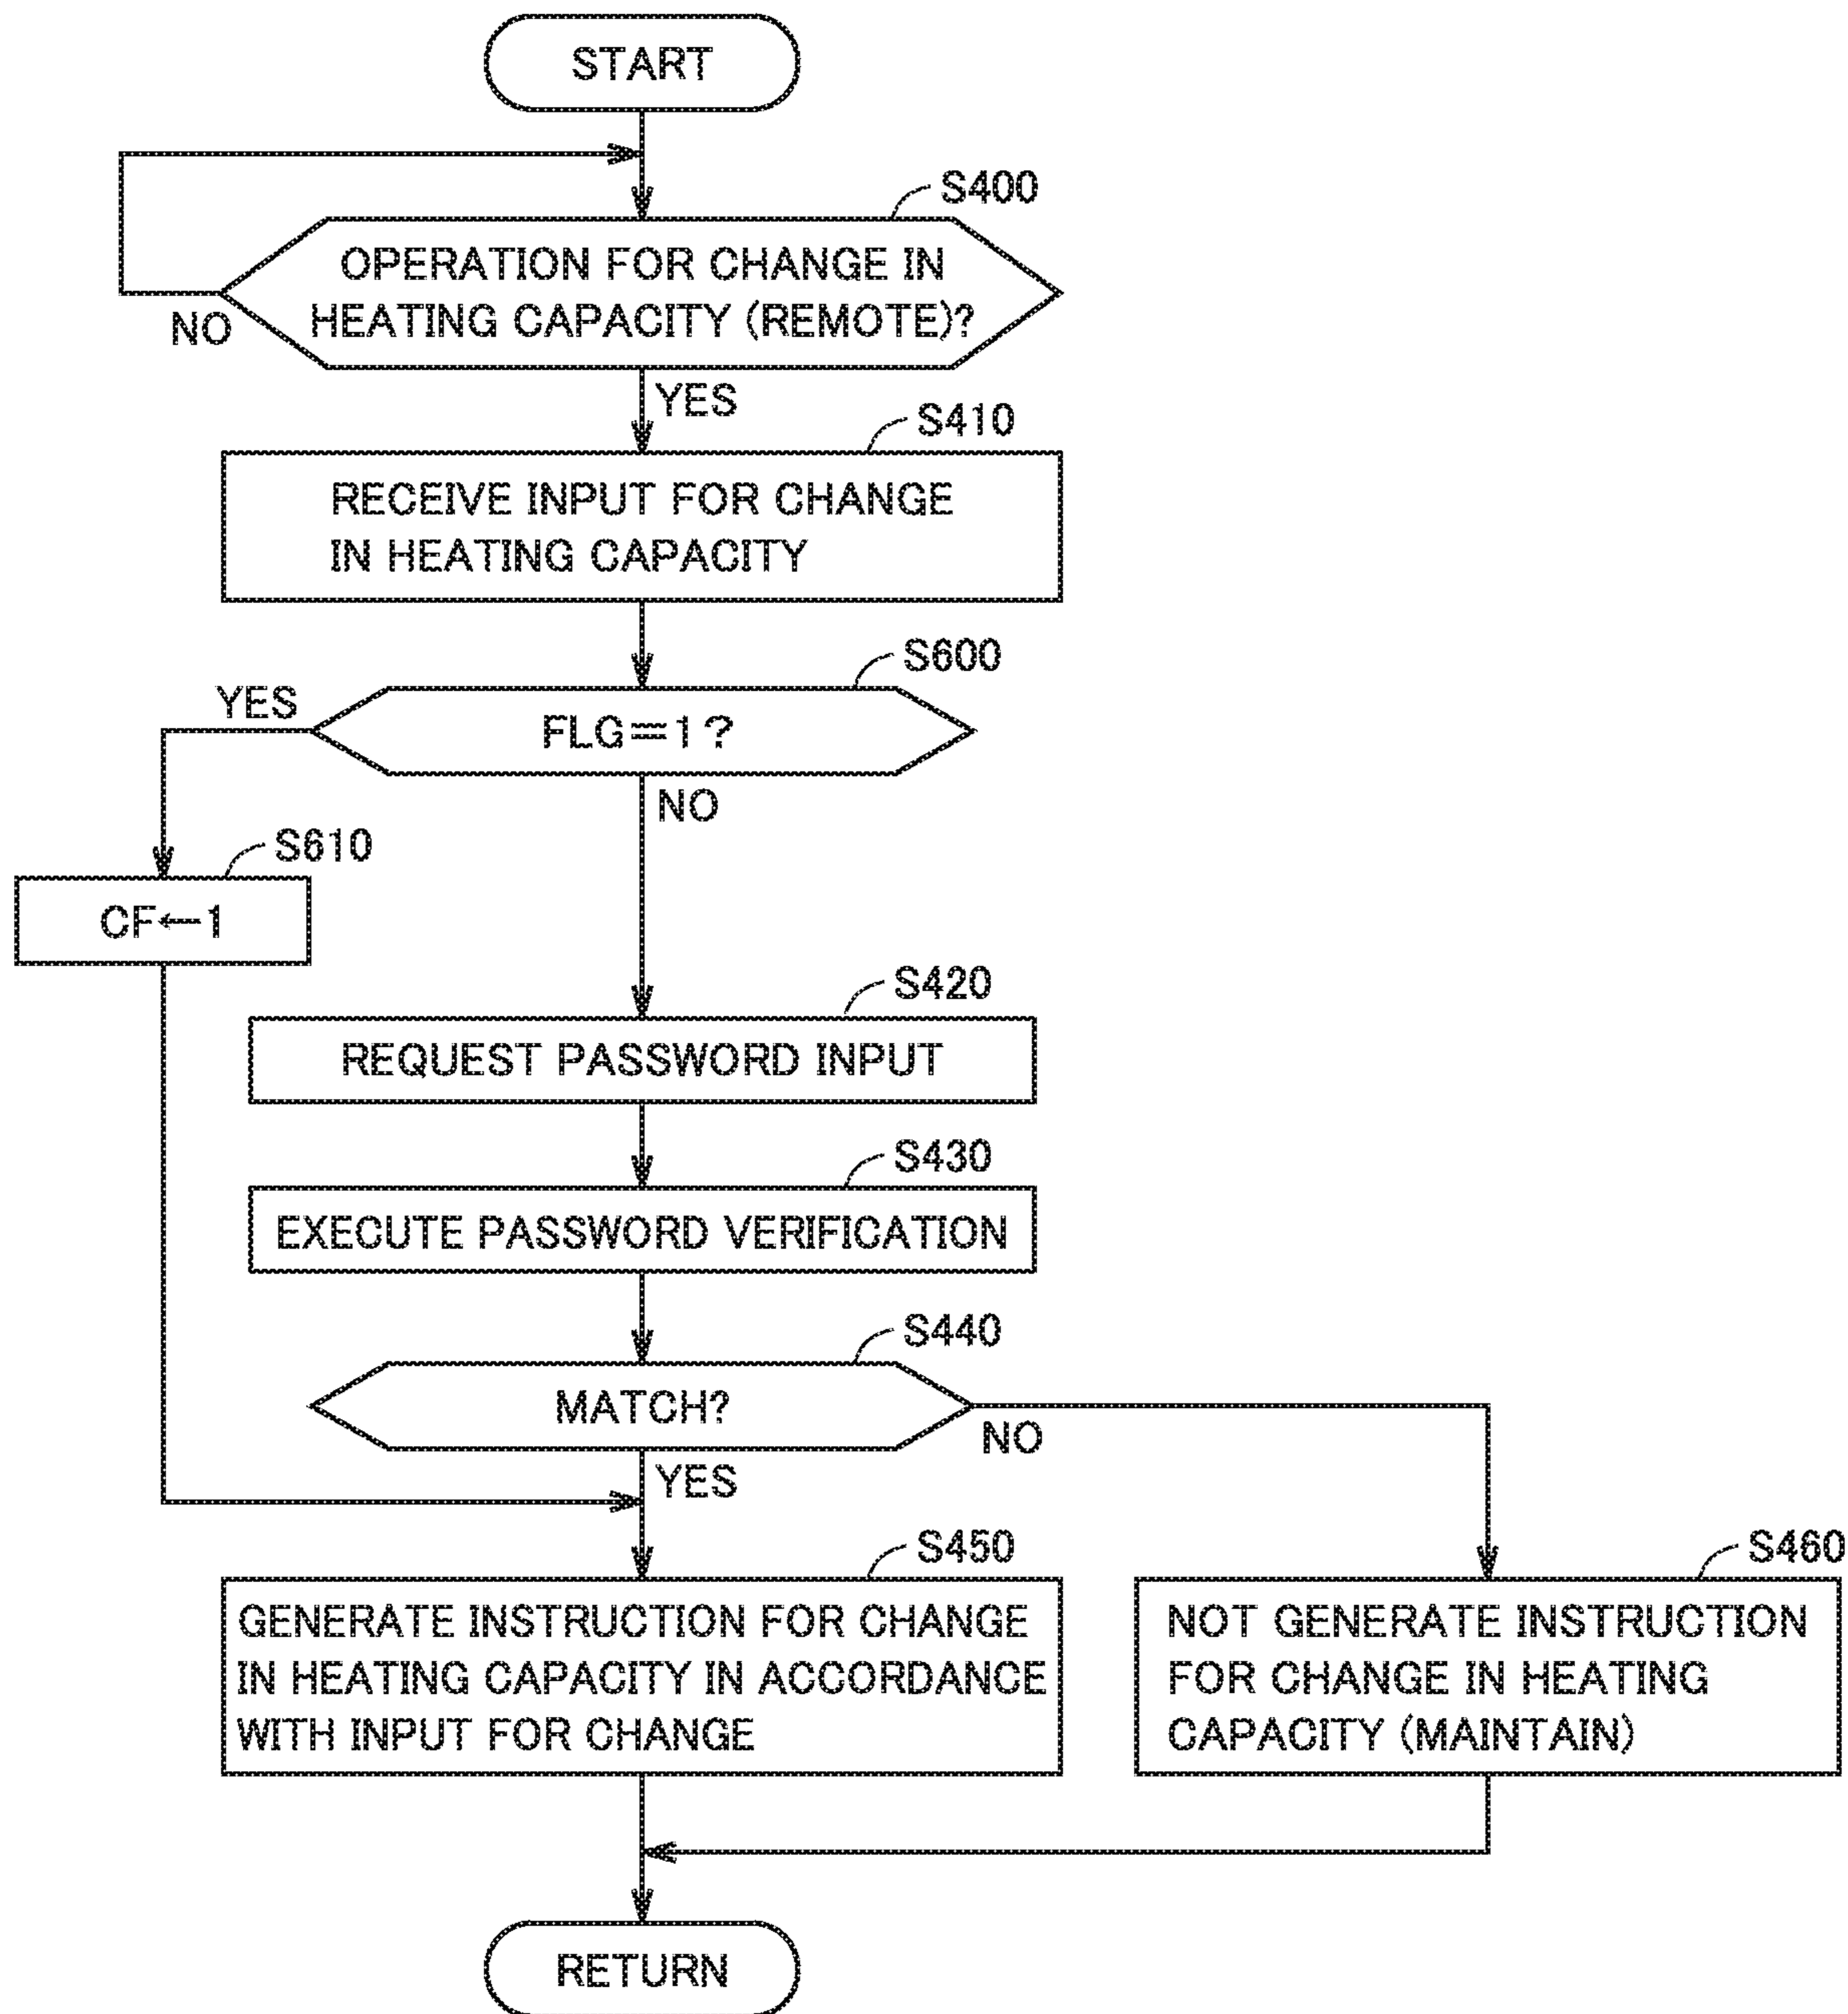 START
S400
OPERATION FOR CHANGE IN
HEATING CAPACITY (REMOTE)?
NO
YES
S410
RECEIVE INPUT FOR CHANGE
IN HEATING CAPACITY
S600
YES
FLG=1?
NO
S610
CF←1
S420
REQUEST PASSWORD INPUT
S430
EXECUTE PASSWORD VERIFICATION
S440
MATCH?
NO
YES
S450
GENERATE INSTRUCTION FOR CHANGE
IN HEATING CAPACITY IN ACCORDANCE
WITH INPUT FOR CHANGE
S460
NOT GENERATE INSTRUCTION
FOR CHANGE IN HEATING
CAPACITY (MAINTAIN)
RETURN